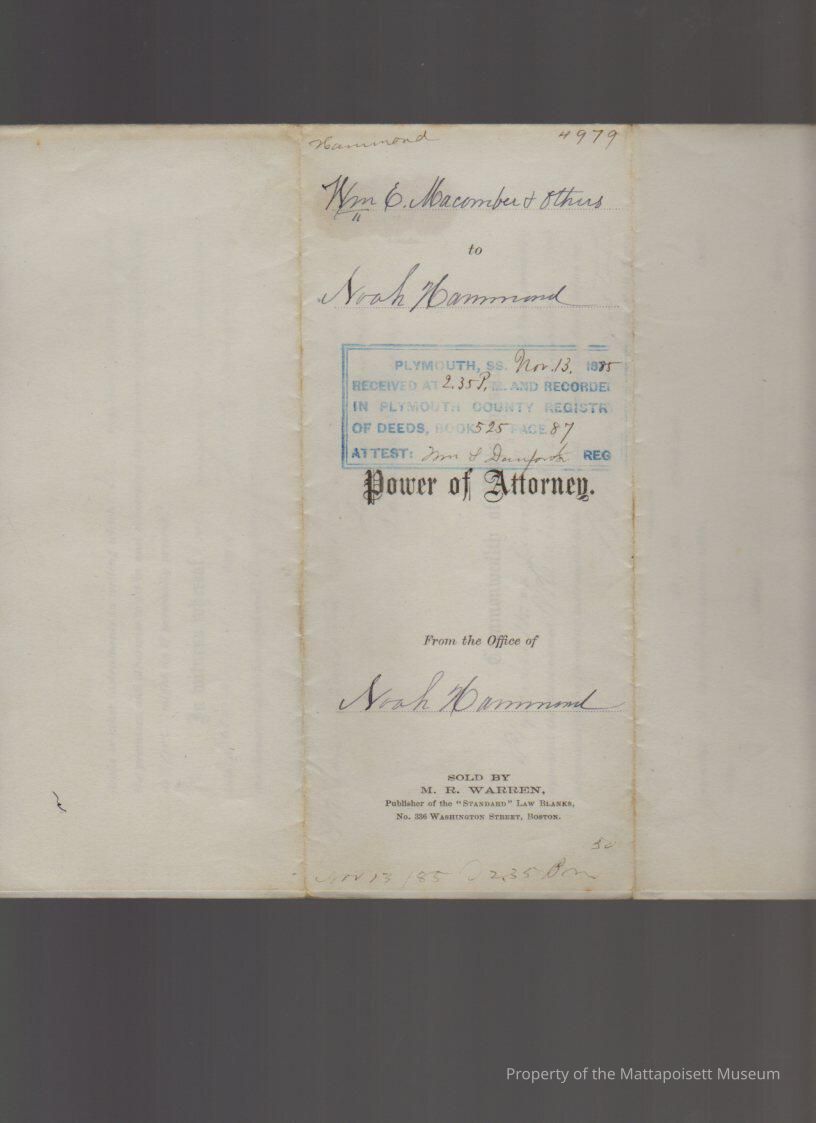 Hammond 4979
Wm E. Macomber & Others
to
Noah Hammond
PLYMOUTH, SS. Nov. 13. 1885
RECEIVED AT 2.35 P. M. AND RECORDED
IN PLYMOUTH COUNTY REGISTR
OF DEEDS, BOOK 525 PAGE 87
ATTEST: Wm S Danforth REG
Power of Attorney.
From the Office of
Noah Hammond
SOLD BY
M. R. WARREN,
Publisher of the "STANDARD" LAW BLANKS,
No. 336 WASHINGTON STREET, BOSTON.
Nov 13 /85 2.35 Pm
Property of the Mattapoisett Museum